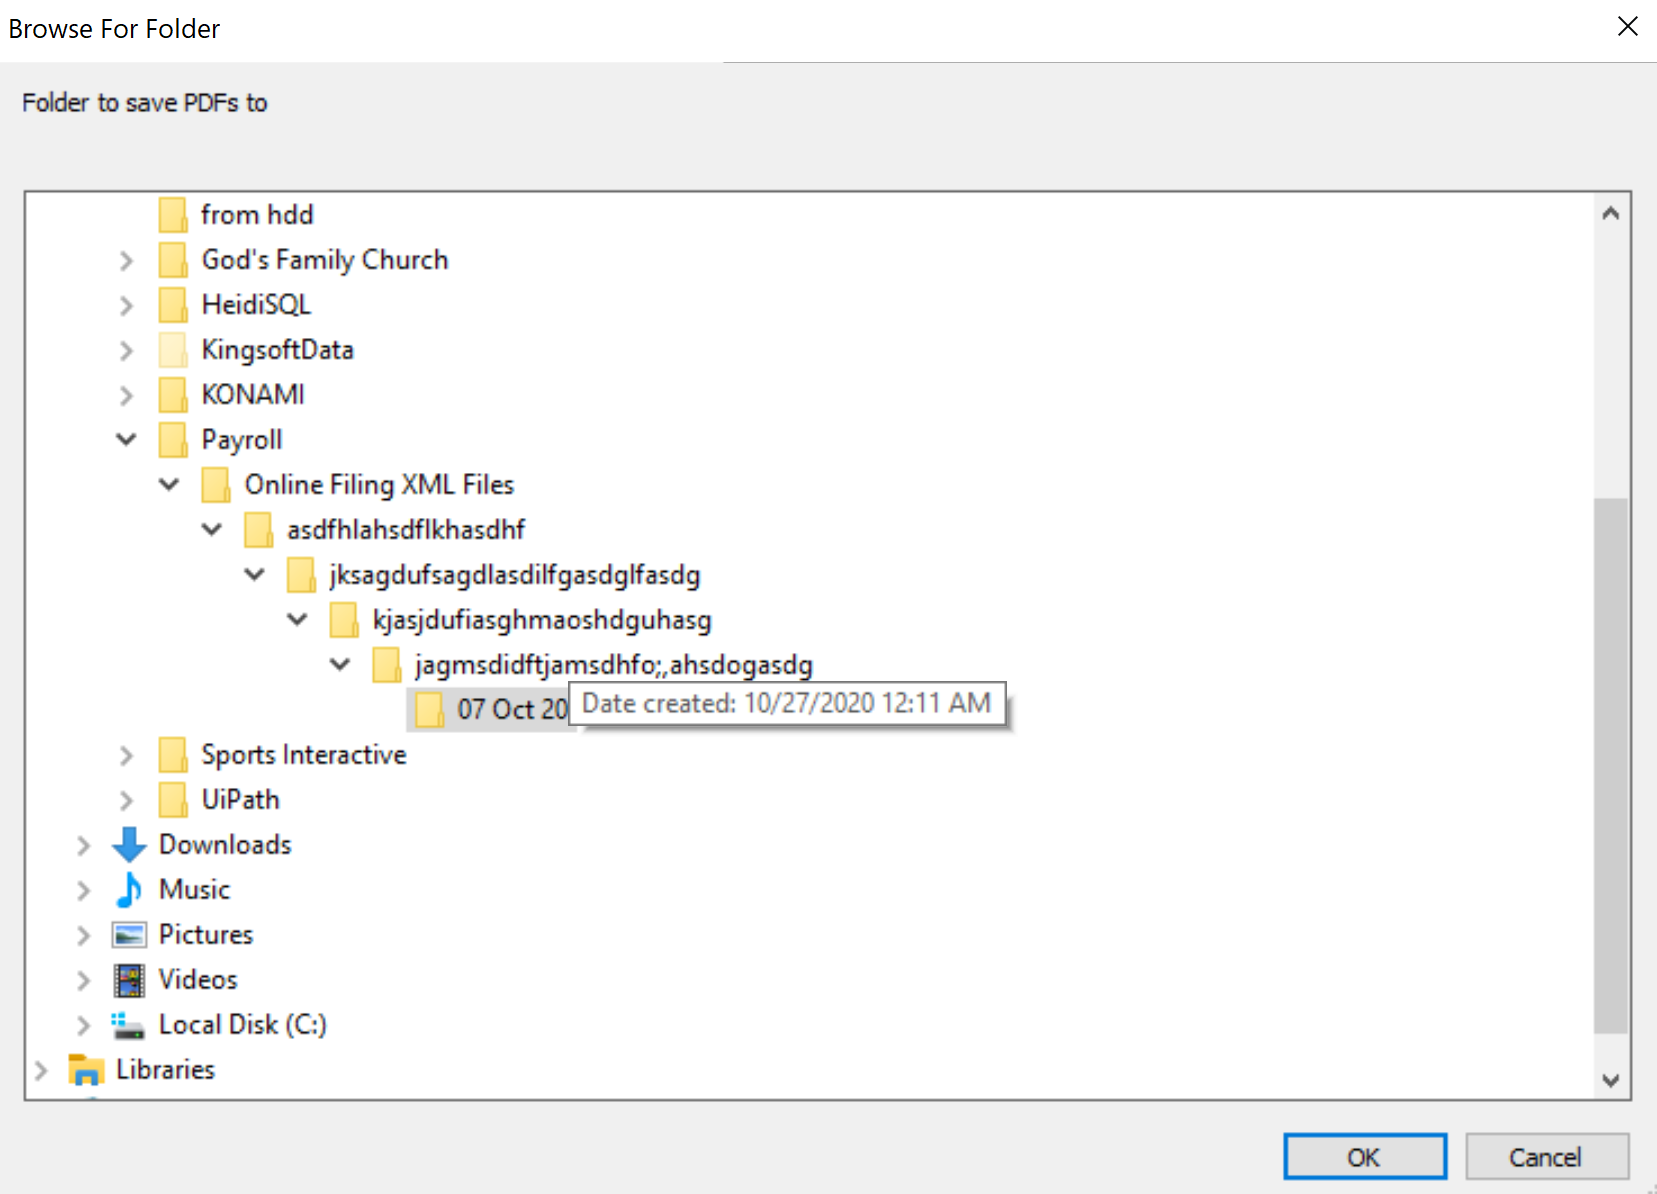 Browse For Folder
Folder to save PDFs to
from hdd
God's Family Church
HeidiSQL
KingsoftData
KONAMI
Payroll
Online Filing XML Files
asdfhlahsdflkhasdhf
jksagdufsagdlasdilfgasdglfasdg
kjasjdufiasghmaoshdguhasg
jagmsdidftjamsdhfo;,,ahsdogasdg
07 Oct 20
Date created: 10/27/2020 12:11 AM
Sports Interactive
UiPath
Downloads
Music
Pictures
Videos
Local Disk (C:)
Libraries
OK
Cancel